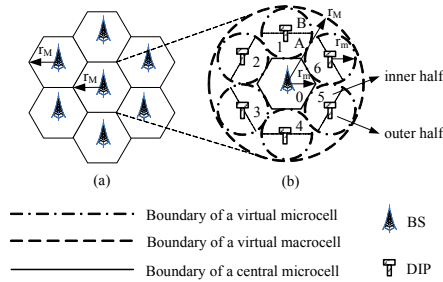 r_M
r_M
(a)
B
r_M
1
A
2
r_m
r_m
6
0
5
3
4
inner half
outer half
(b)
Boundary of a virtual microcell
Boundary of a virtual macrocell
Boundary of a central microcell
BS
DIP